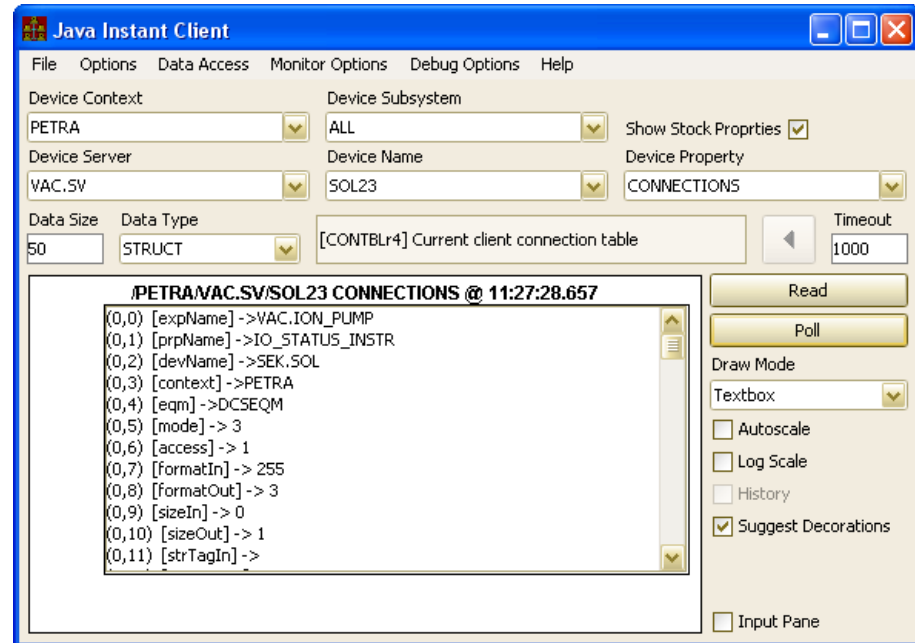 Java Instant Client
File Options Data Access Monitor Options Debug Options Help
Device Context Device Subsystem
PETRA ALL Show Stock Proprties
Device Server Device Name Device Property
VAC.SV SOL23 CONNECTIONS
Data Size Data Type Timeout
50 STRUCT [CONTBLr4] Current client connection table 1000
/PETRA/VAC.SV/SOL23 CONNECTIONS @ 11:27:28.657
Read
(0,0) [expName] ->VAC.ION_PUMP
(0,1) [prpName] ->IO_STATUS_INSTR
Poll
(0,2) [devName] ->SEK.SOL
(0,3) [context] ->PETRA
Draw Mode
(0,4) [eqm] ->DCSEQM
Textbox
(0,5) [mode] -> 3
(0,6) [access] -> 1
Autoscale
(0,7) [formatIn] -> 255
Log Scale
(0,8) [formatOut] -> 3
History
(0,9) [sizeIn] -> 0
(0,10) [sizeOut] -> 1
Suggest Decorations
(0,11) [strTagIn] ->
Input Pane